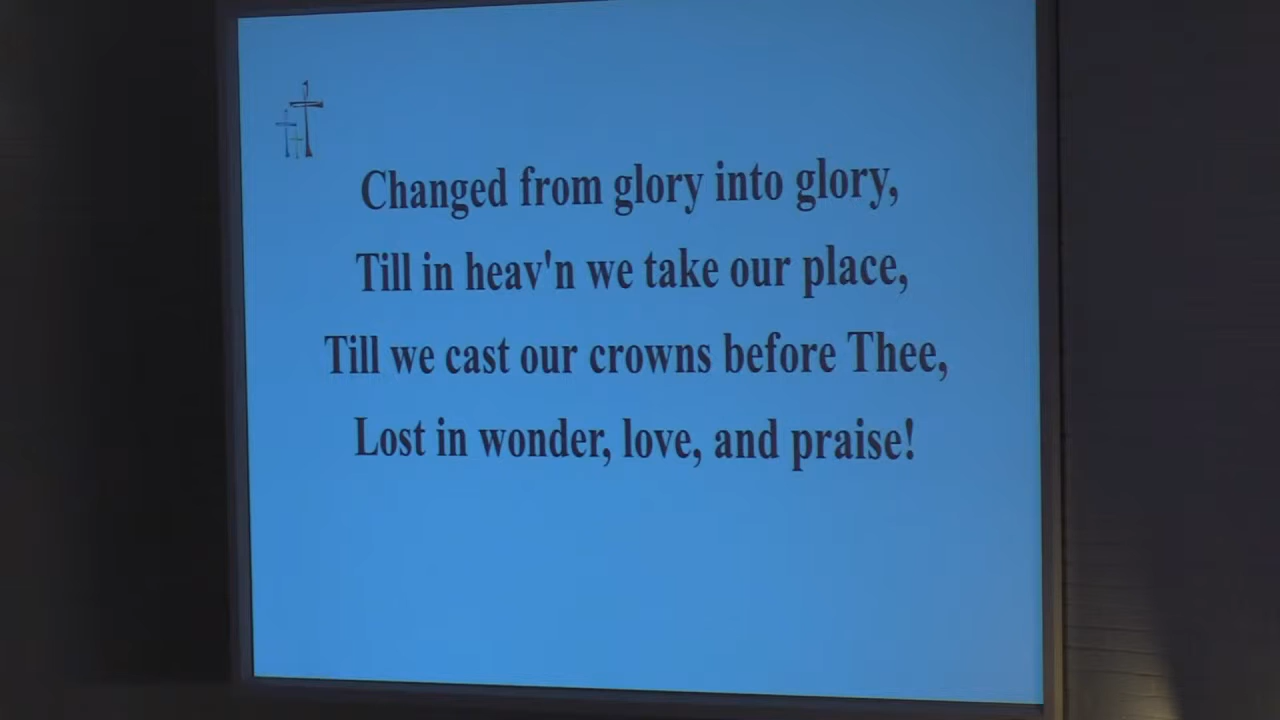 Changed from glory into glory,
Till in heav'n we take our place,
Till we cast our crowns before Thee,
Lost in wonder, love, and praise!